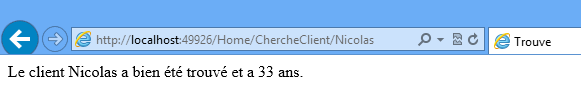 http://localhost:49926/Home/ChercheClient/Nicolas
Trouve
Le client Nicolas a bien été trouvé et a 33 ans.